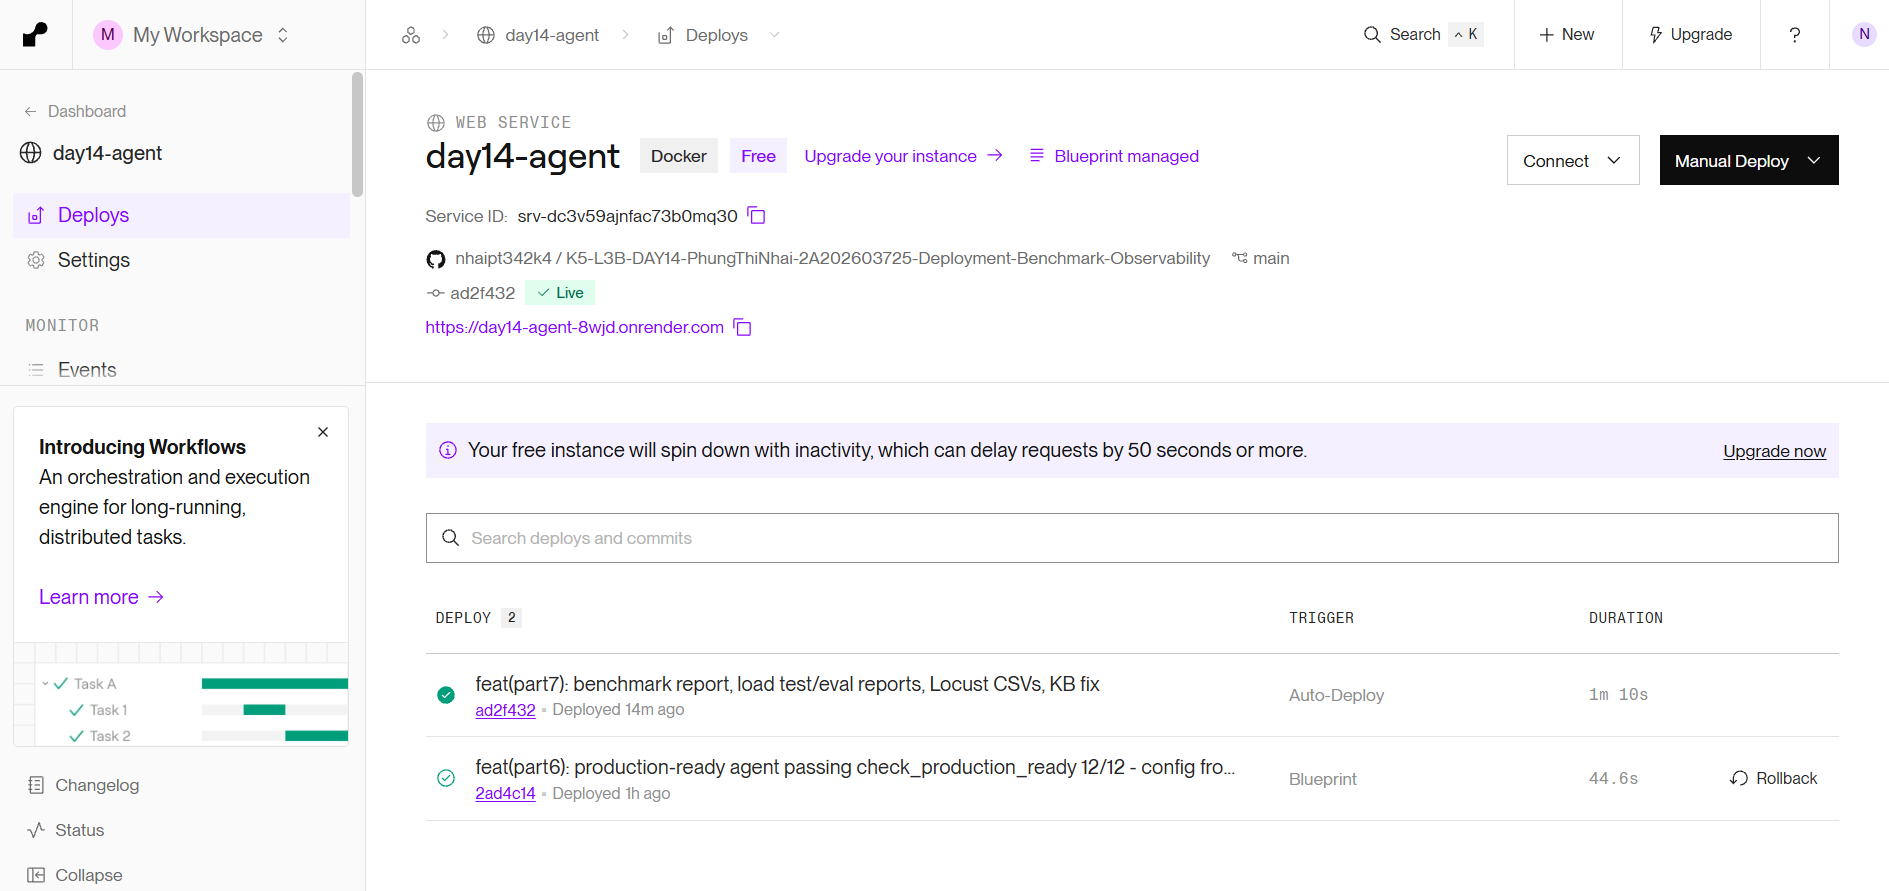 M My Workspace
day14-agent
Deploys
Search ^ K
+ New
Upgrade
?
N
← Dashboard
day14-agent
Deploys
Settings
MONITOR
Events
Introducing Workflows
An orchestration and execution
engine for long-running,
distributed tasks.
Learn more →
Task A
Task 1
Task 2
Changelog
Status
Collapse
WEB SERVICE
day14-agent Docker Free Upgrade your instance → Blueprint managed
Connect
Manual Deploy
Service ID: srv-dc3v59ajnfac73b0mq30
nhaipt342k4 / K5-L3B-DAY14-PhungThiNhai-2A202603725-Deployment-Benchmark-Observability main
ad2f432 Live
https://day14-agent-8wjd.onrender.com
Your free instance will spin down with inactivity, which can delay requests by 50 seconds or more. Upgrade now
Search deploys and commits
DEPLOY 2 TRIGGER DURATION
feat(part7): benchmark report, load test/eval reports, Locust CSVs, KB fix
ad2f432 • Deployed 14m ago
Auto-Deploy
1m 10s
feat(part6): production-ready agent passing check_production_ready 12/12 - config fro...
2ad4c14 • Deployed 1h ago
Blueprint
44.6s
Rollback